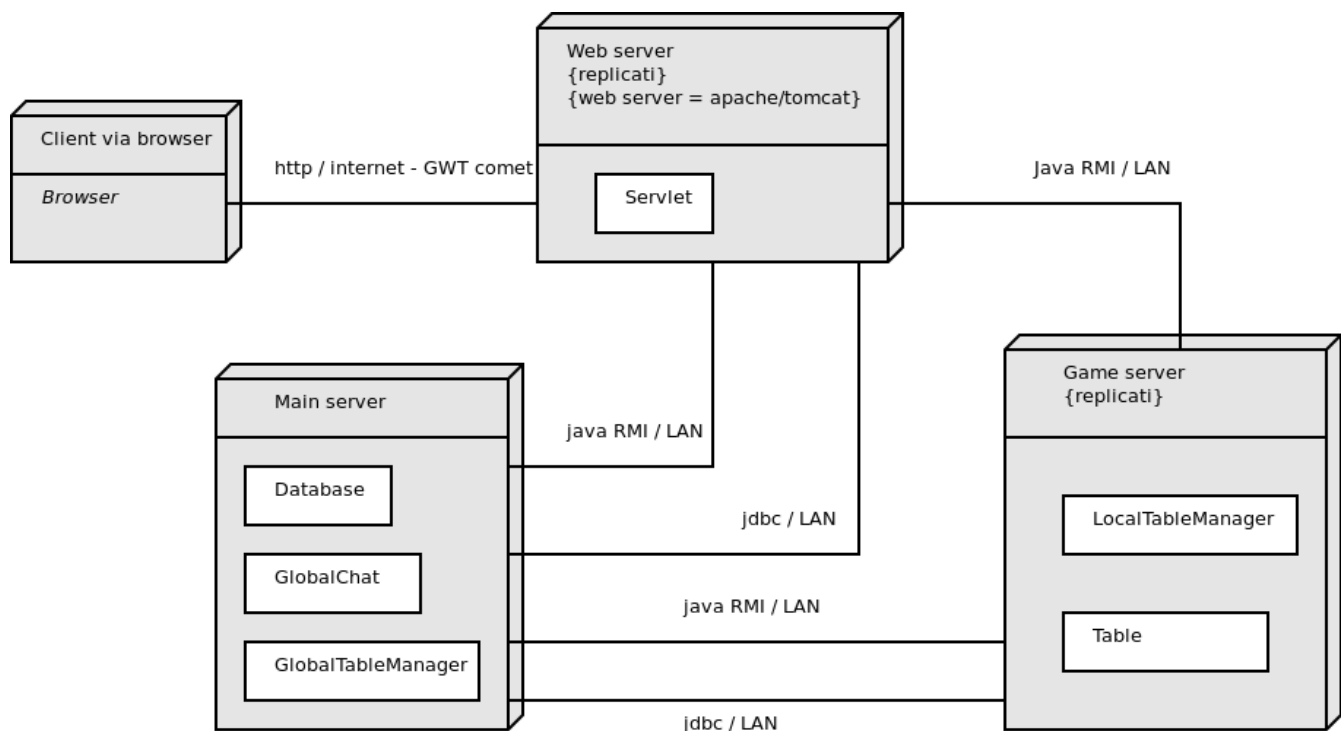 Web server
{replicati}
{web server = apache/tomcat}
Client via browser
http / internet - GWT comet
Java RMI / LAN
Browser
Servlet
Game server
{replicati}
Main server
java RMI / LAN
Database
jdbc / LAN
LocalTableManager
GlobalChat
java RMI / LAN
Table
GlobalTableManager
jdbc / LAN